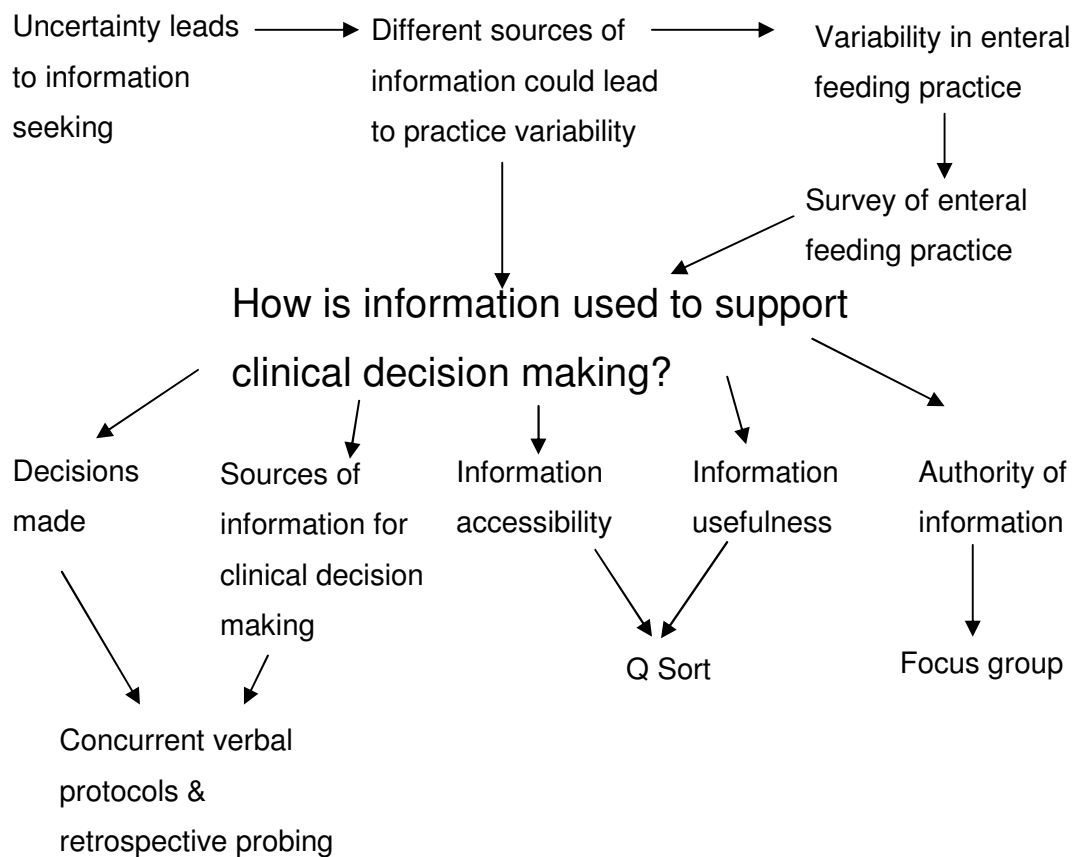 Uncertainty leads
to information
seeking
Different sources of
information could lead
to practice variability
Variability in enteral
feeding practice
Survey of enteral
feeding practice
How is information used to support
clinical decision making?
Decisions
made
Sources of
information for
clinical decision
making
Information
accessibility
Information
usefulness
Authority of
information
Q Sort
Focus group
Concurrent verbal
protocols &
retrospective probing